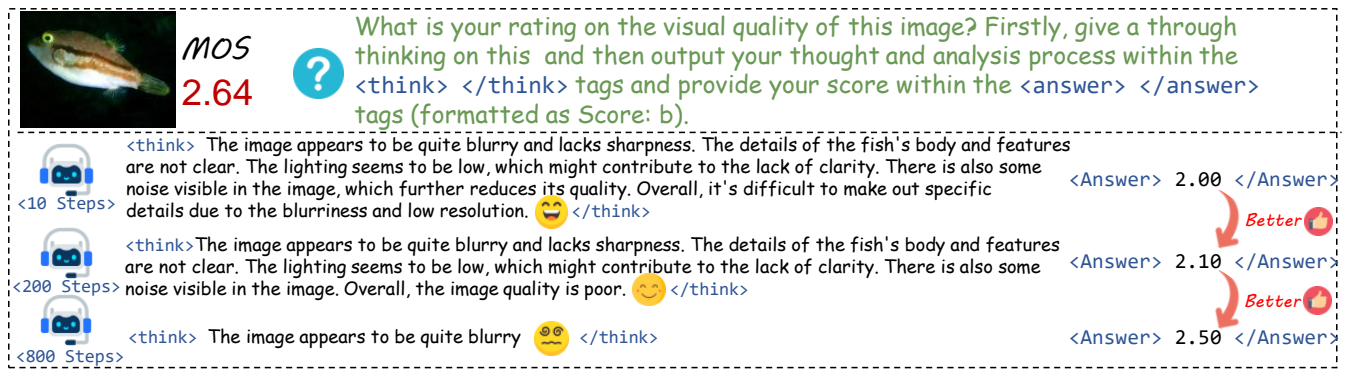 MOS
2.64
What is your rating on the visual quality of this image? Firstly, give a through
thinking on this and then output your thought and analysis process within the
<think> </think> tags and provide your score within the <answer> </answer>
tags (formatted as Score: b).
<think> The image appears to be quite blurry and lacks sharpness. The details of the fish's body and features
are not clear. The lighting seems to be low, which might contribute to the lack of clarity. There is also some
noise visible in the image, which further reduces its quality. Overall, it's difficult to make out specific
details due to the blurriness and low resolution. </think>
<10 Steps>
<Answer> 2.00 </Answer>
Better
<think>The image appears to be quite blurry and lacks sharpness. The details of the fish's body and features
are not clear. The lighting seems to be low, which might contribute to the lack of clarity. There is also some
noise visible in the image. Overall, the image quality is poor. </think>
<200 Steps>
<Answer> 2.10 </Answer>
Better
<think> The image appears to be quite blurry </think>
<800 Steps>
<Answer> 2.50 </Answer>